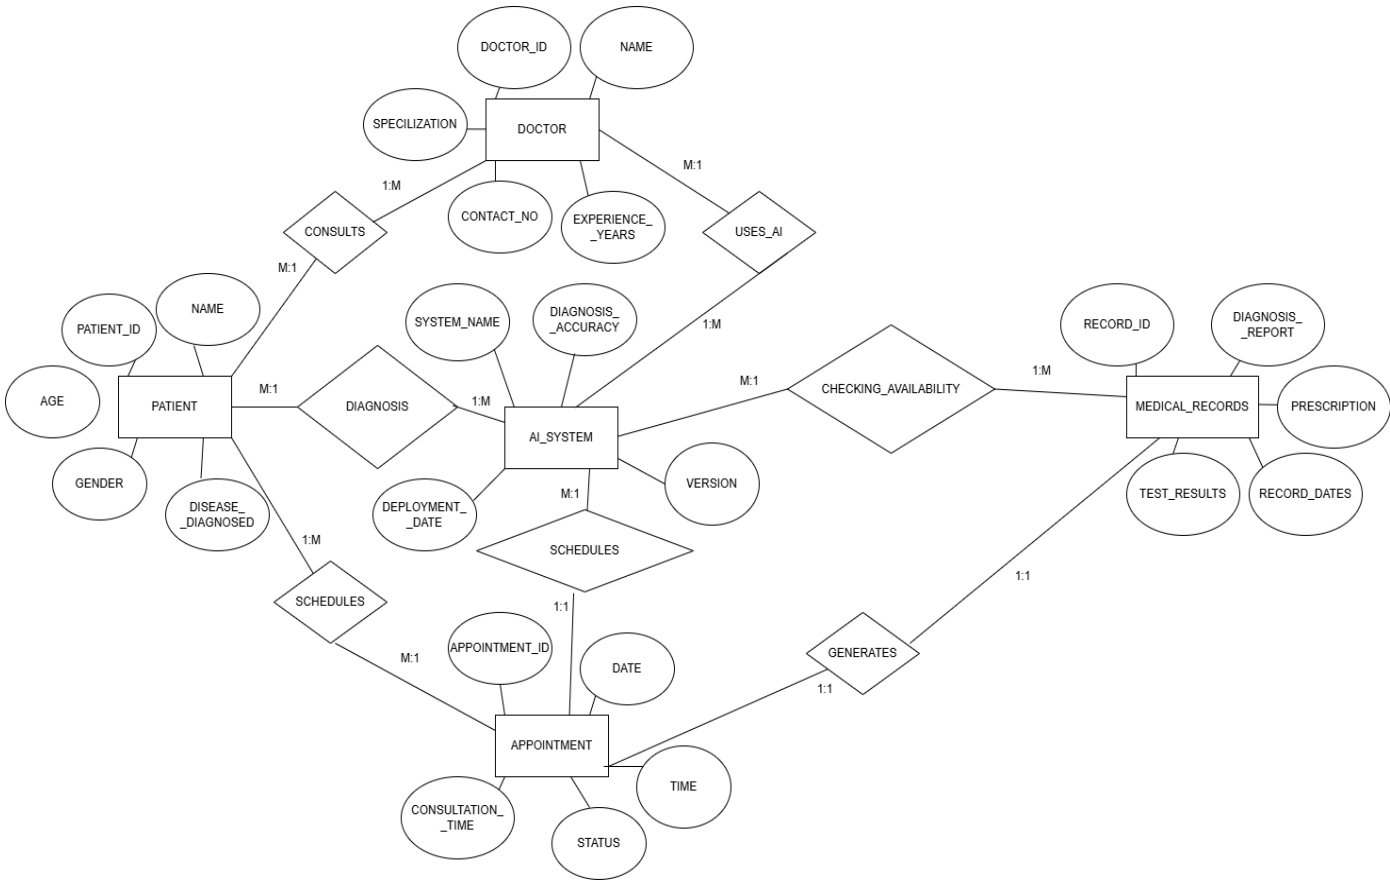 DOCTOR_ID
NAME
SPECILIZATION
DOCTOR
M:1
1:M
CONTACT_NO
EXPERIENCE_
_YEARS
CONSULTS
USES_AI
M:1
NAME
PATIENT_ID
SYSTEM_NAME
DIAGNOSIS_
_ACCURACY
1:M
RECORD_ID
DIAGNOSIS_
_REPORT
AGE
PATIENT
M:1
DIAGNOSIS
1:M
AI_SYSTEM
M:1
CHECKING_AVAILABILITY
1:M
MEDICAL_RECORDS
PRESCRIPTION
GENDER
DISEASE_
_DIAGNOSED
DEPLOYMENT_
_DATE
M:1
VERSION
TEST_RESULTS
RECORD_DATES
1:M
SCHEDULES
1:1
SCHEDULES
1:1
APPOINTMENT_ID
DATE
M:1
GENERATES
1:1
APPOINTMENT
TIME
CONSULTATION_
_TIME
STATUS